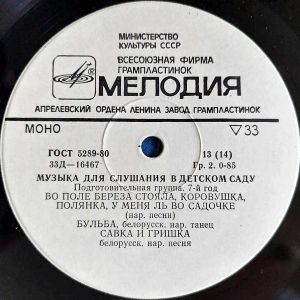 МИНИСТЕРСТВО
КУЛЬТУРЫ СССР
ВСЕСОЮЗНАЯ ФИРМА
ГРАМПЛАСТИНОК
МЕЛОДИЯ
АПРЕЛЕВСКИЙ ОРДЕНА ЛЕНИНА ЗАВОД ГРАМПЛАСТИНОК
МОНО ▽33
ГОСТ 5289-80 13 (14)
33Д—16467 Гр. 2. 0-85
МУЗЫКА ДЛЯ СЛУШАНИЯ В ДЕТСКОМ САДУ
Подготовительная группа. 7-й год
ВО ПОЛЕ БЕРЕЗА СТОЯЛА, КОРОВУШКА,
ПОЛЯНКА, У МЕНЯ ЛЬ ВО САДОЧКЕ
(нар. песни)
БУЛЬБА, белорусск. нар. танец
САВКА И ГРИШКА
белорусск. нар. песня